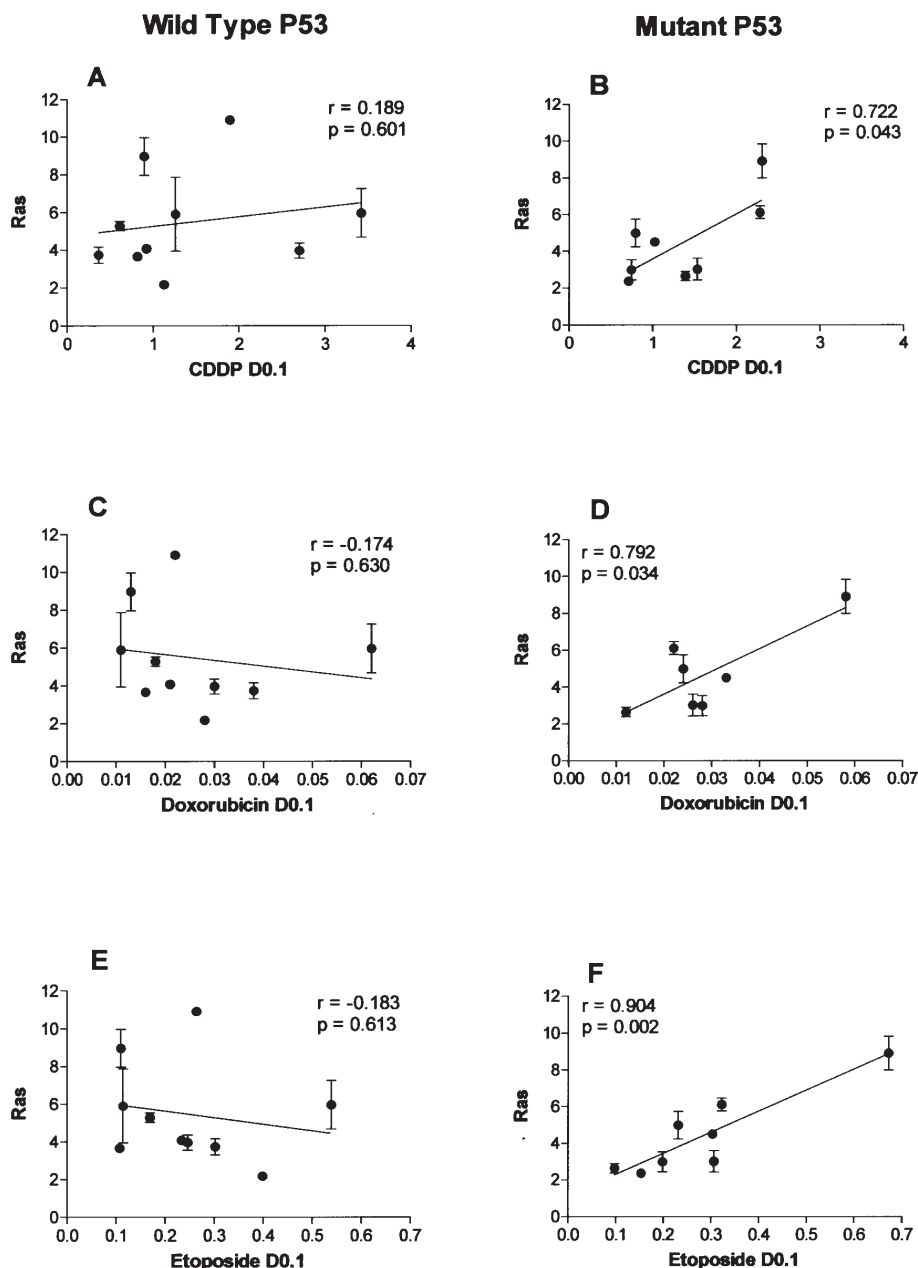 Wild Type P53
Mutant P53
A
r = 0.189
p = 0.601
12
10
8
6
4
2
0
Ras
0 1 2 3 4
CDDP D0.1
B
r = 0.722
p = 0.043
12
10
8
6
4
2
0
Ras
0 1 2 3 4
CDDP D0.1
C
r = -0.174
p = 0.630
12
10
8
6
4
2
0
Ras
0.00 0.01 0.02 0.03 0.04 0.05 0.06 0.07
Doxorubicin D0.1
D
r = 0.792
p = 0.034
12
10
8
6
4
2
0
Ras
0.00 0.01 0.02 0.03 0.04 0.05 0.06 0.07
Doxorubicin D0.1
E
r = -0.183
p = 0.613
12
10
8
6
4
2
0
Ras
0.0 0.1 0.2 0.3 0.4 0.5 0.6 0.7
Etoposide D0.1
F
r = 0.904
p = 0.002
12
10
8
6
4
2
0
Ras
0.0 0.1 0.2 0.3 0.4 0.5 0.6 0.7
Etoposide D0.1